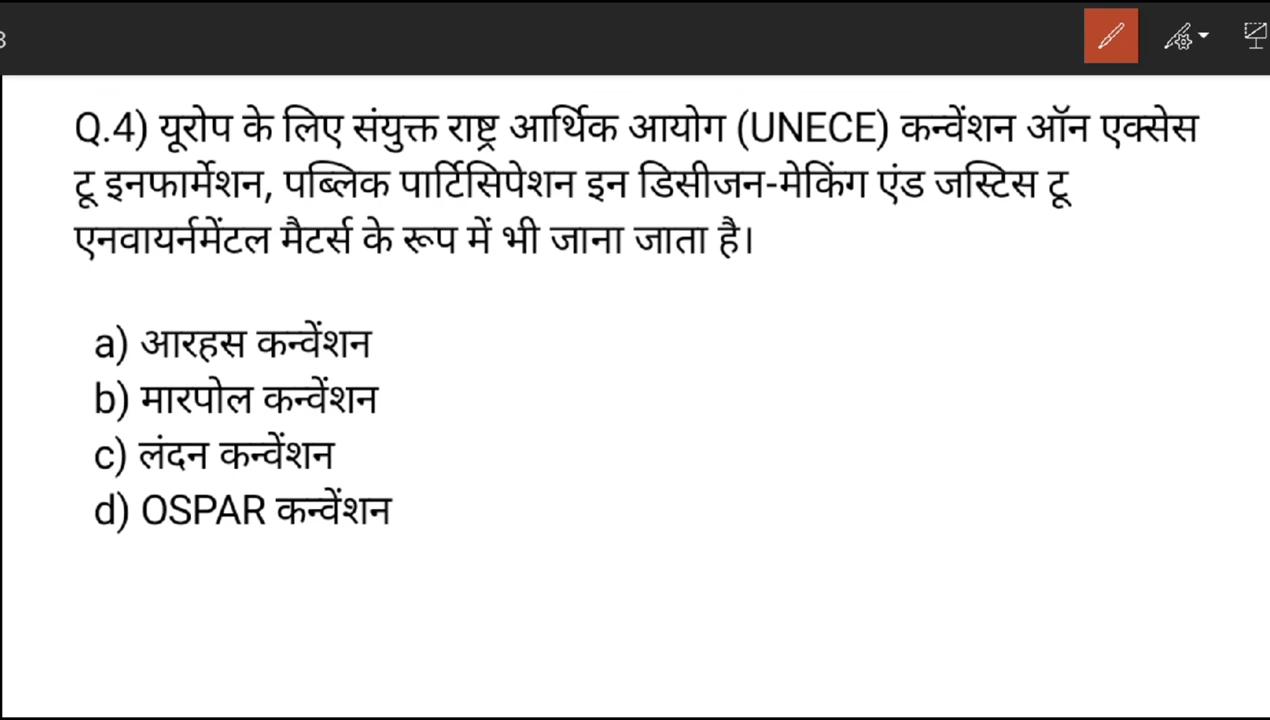 3
Q.4) यूरोप के लिए संयुक्त राष्ट्र आर्थिक आयोग (UNECE) कन्वेंशन ऑन एक्सेस
टू इनफार्मेशन, पब्लिक पार्टिसिपेशन इन डिसीजन-मेकिंग एंड जस्टिस टू
एनवायर्नमेंटल मैटर्स के रूप में भी जाना जाता है।
a) आरहस कन्वेंशन
b) मारपोल कन्वेंशन
c) लंदन कन्वेंशन
d) OSPAR कन्वेंशन